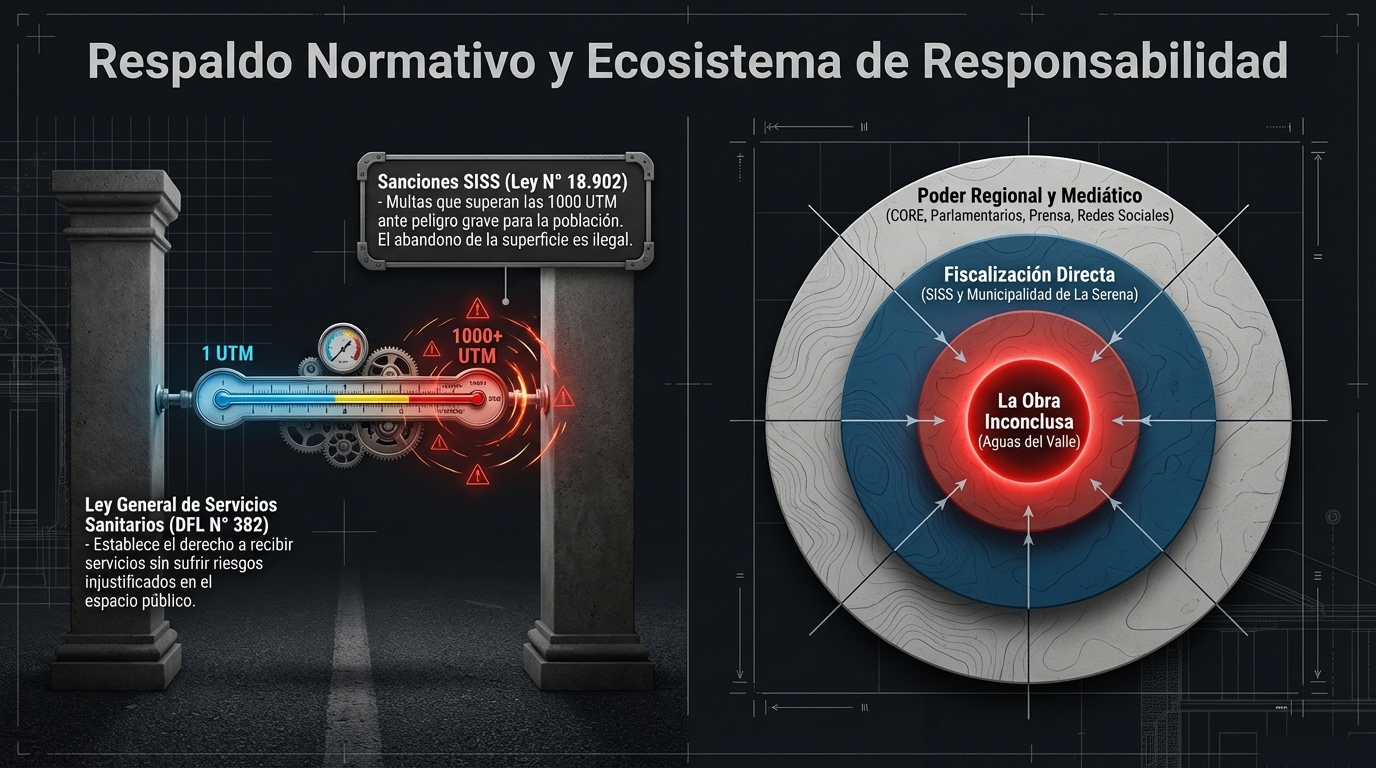 Respaldo Normativo y Ecosistema de Responsabilidad
Sanciones SISS (Ley N° 18.902)
- Multas que superan las 1000 UTM
ante peligro grave para la población.
El abandono de la superficie es ilegal.
1 UTM
1000+
UTM
Ley General de Servicios
Sanitarios (DFL N° 382)
- Establece el derecho a recibir
servicios sin sufrir riesgos
injustificados en el
espacio público.
Poder Regional y Mediático
(CORE, Parlamentarios, Prensa, Redes Sociales)
Fiscalización Directa
(SISS y Municipalidad de La Serena)
La Obra
Inconclusa
(Aguas del Valle)